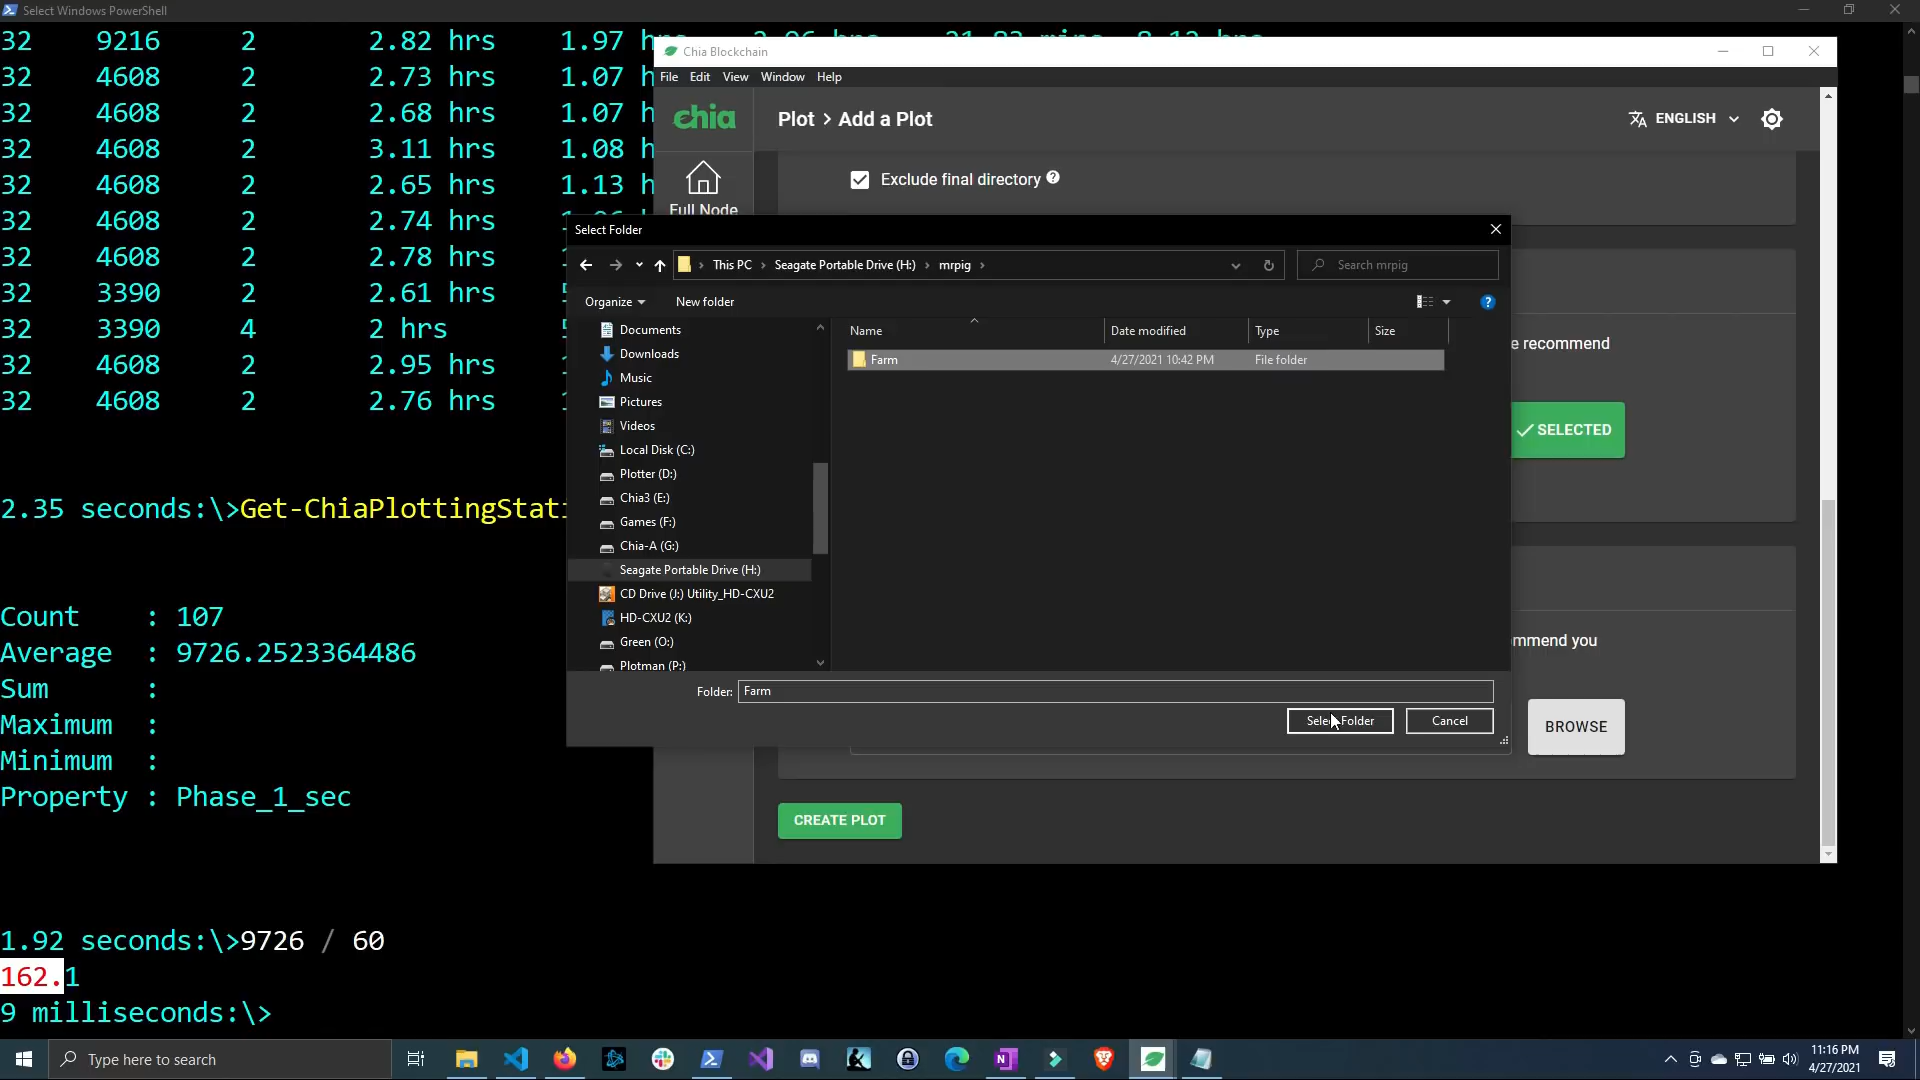 Select Windows PowerShell
32 9216 2 2.82 hrs 1.97 h
32 4608 2 2.73 hrs 1.07 h
32 4608 2 2.68 hrs 1.07 h
32 4608 2 3.11 hrs 1.08 h
32 4608 2 2.65 hrs 1.13 h
32 4608 2 2.74 hrs
32 4608 2 2.78 hrs
32 3390 2 2.61 hrs
32 3390 4 2 hrs
32 4608 2 2.95 hrs
32 4608 2 2.76 hrs
2.35 seconds:\>Get-ChiaPlottingStati
Count : 107
Average : 9726.2523364486
Sum :
Maximum :
Minimum :
Property : Phase_1_sec
1.92 seconds:\>9726 / 60
162.1
9 milliseconds:\>
Chia Blockchain
File Edit View Window Help
chia
Plot > Add a Plot
ENGLISH
Full Node
Exclude final directory
e recommend
SELECTED
mmend you
BROWSE
CREATE PLOT
Select Folder
This PC > Seagate Portable Drive (H:) > mrpig >
Search mrpig
Organize New folder
Documents
Downloads
Music
Pictures
Videos
Local Disk (C:)
Plotter (D:)
Chia3 (E:)
Games (F:)
Chia-A (G:)
Seagate Portable Drive (H:)
CD Drive (J:) Utility_HD-CXU2
HD-CXU2 (K:)
Green (O:)
Plotman (P:)
Name Date modified Type Size
Farm 4/27/2021 10:42 PM File folder
Folder: Farm
Select Folder Cancel
Type here to search
11:16 PM
4/27/2021